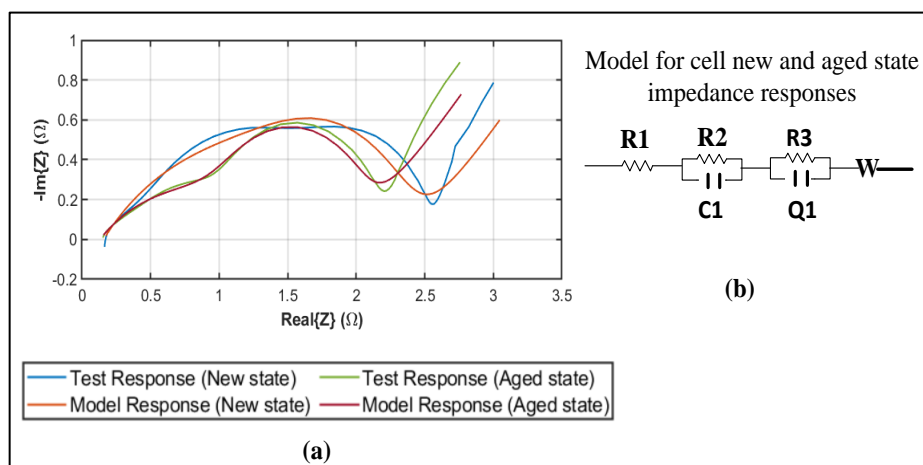 1
0.8
0.6
0.4
0.2
0
-0.2
-Im{Z} (Ω)
0 0.5 1 1.5 2 2.5 3 3.5
Real{Z} (Ω)
Test Response (New state) Test Response (Aged state)
Model Response (New state) Model Response (Aged state)
(a)
Model for cell new and aged state
impedance responses
R1 R2 R3
W
C1 Q1
(b)